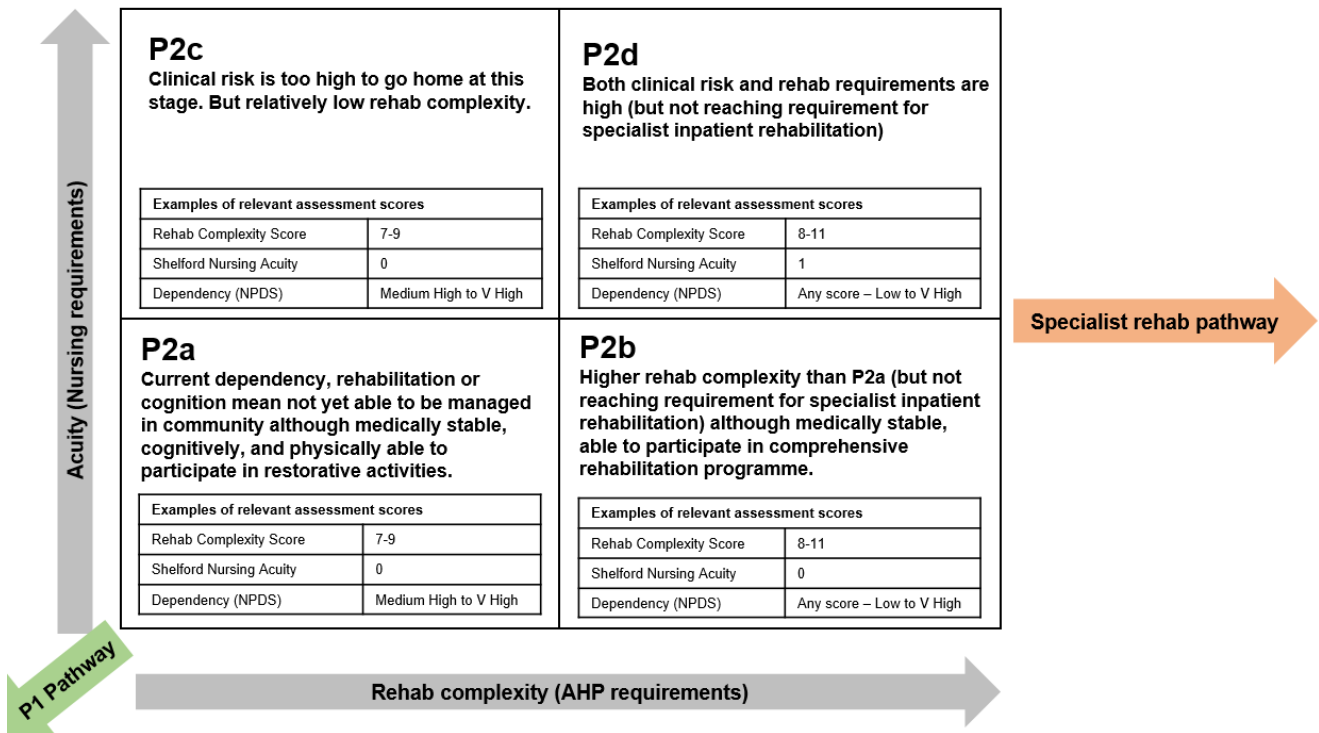 P2c
Clinical risk is too high to go home at this
stage. But relatively low rehab complexity.
Examples of relevant assessment scores
Rehab Complexity Score 7-9
Shelford Nursing Acuity 0
Dependency (NPDS) Medium High to V High
P2d
Both clinical risk and rehab requirements are
high (but not reaching requirement for
specialist inpatient rehabilitation)
Examples of relevant assessment scores
Rehab Complexity Score 8-11
Shelford Nursing Acuity 1
Dependency (NPDS) Any score – Low to V High
P2a
Current dependency, rehabilitation or
cognition mean not yet able to be managed
in community although medically stable,
cognitively, and physically able to
participate in restorative activities.
Examples of relevant assessment scores
Rehab Complexity Score 7-9
Shelford Nursing Acuity 0
Dependency (NPDS) Medium High to V High
P2b
Higher rehab complexity than P2a (but not
reaching requirement for specialist inpatient
rehabilitation) although medically stable,
able to participate in comprehensive
rehabilitation programme.
Examples of relevant assessment scores
Rehab Complexity Score 8-11
Shelford Nursing Acuity 0
Dependency (NPDS) Any score – Low to V High
Acuity (Nursing requirements)
Specialist rehab pathway
P1 Pathway
Rehab complexity (AHP requirements)